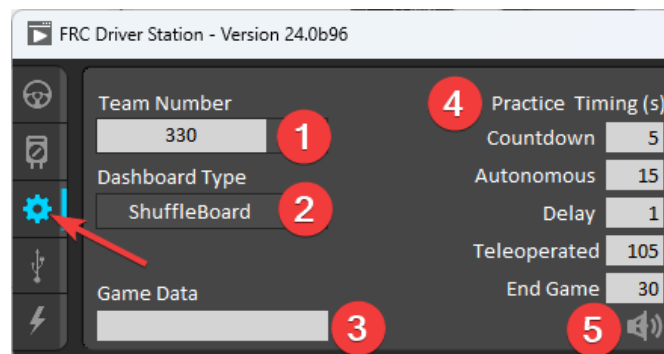 FRC Driver Station - Version 24.0b96
Team Number
330
1
Dashboard Type
ShuffleBoard
2
Game Data
3
4
Practice Timing (s)
Countdown 5
Autonomous 15
Delay 1
Teleoperated 105
End Game 30
5